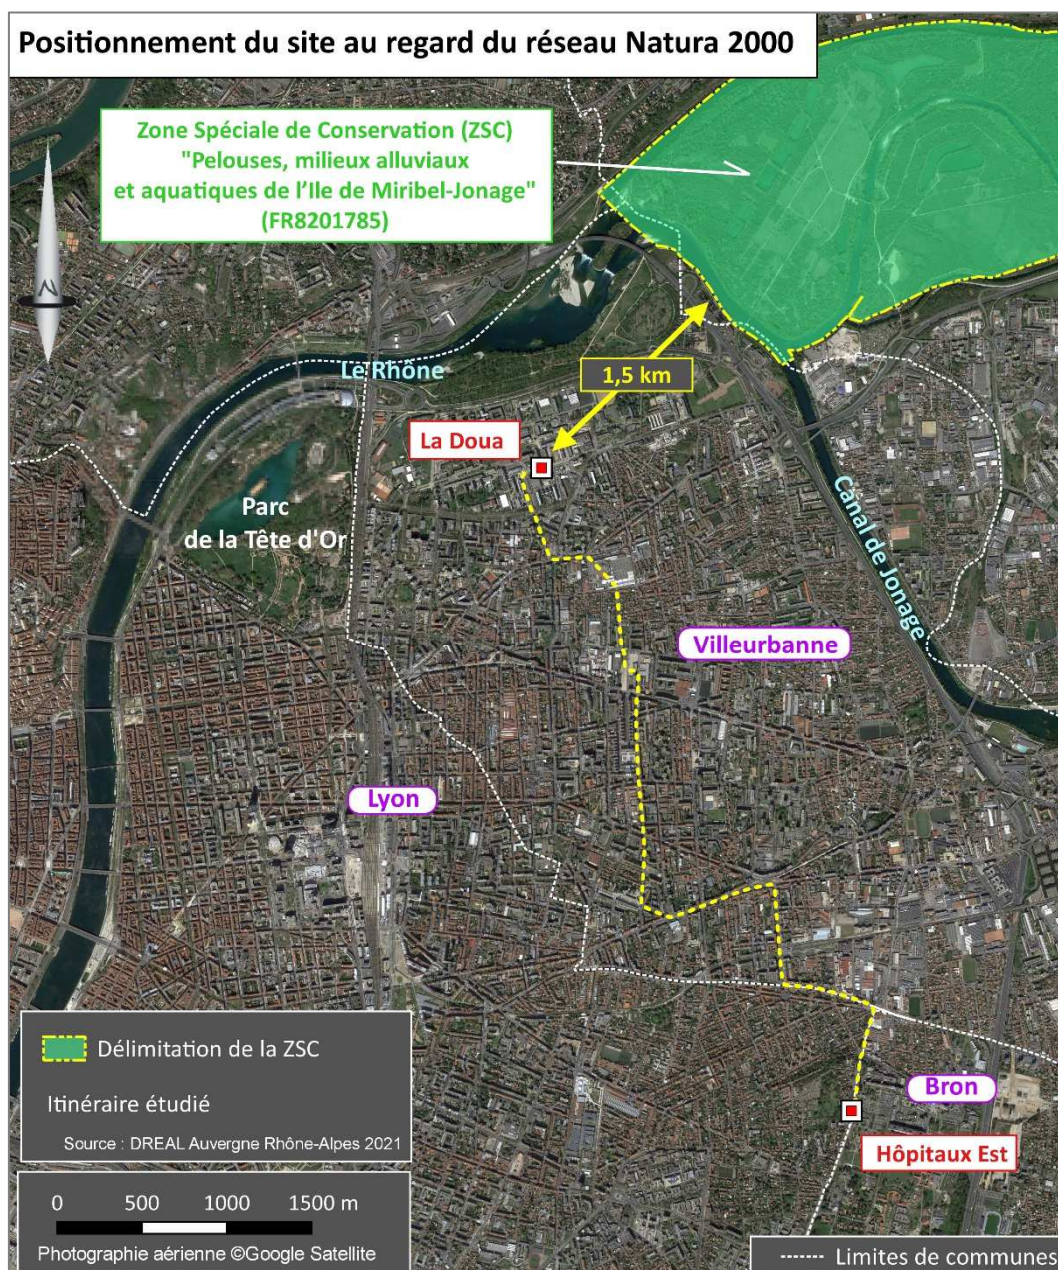 Positionnement du site au regard du réseau Natura 2000
Zone Spéciale de Conservation (ZSC)
"Pelouses, milieux alluviaux
et aquatiques de l'Ile de Miribel-Jonage"
(FR8201785)
N
Le Rhône
1,5 km
La Doua
Parc
de la Tête d'Or
Canal de Jonage
Villeurbanne
Lyon
Bron
Hôpitaux Est
Délimitation de la ZSC
Itinéraire étudié
Source : DREAL Auvergne Rhône-Alpes 2021
0 500 1000 1500 m
Photographie aérienne ©Google Satellite
Limites de communes